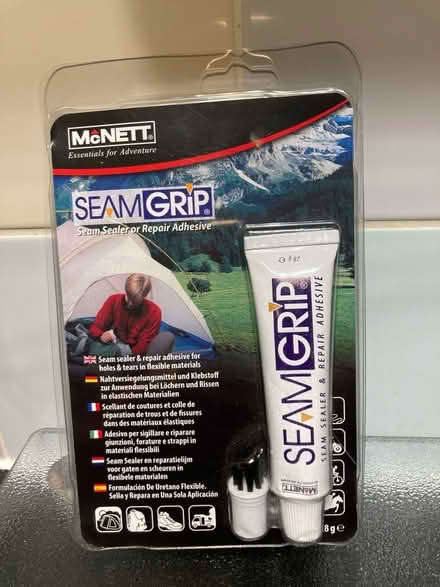 McNETT®
Essentials for Adventure
SEAMGRIP®
Seam Sealer or Repair Adhesive
Seam sealer & repair adhesive for
holes & tears in flexible materials
Nahtversiegelungsmittel und Klebstoff
zur Anwendung bei Löchern und Rissen
in elastischen Materialien
Scellant de coutures et colle de
réparation de trous et de fissures
dans des matériaux élastiques
Adesivo per sigillare e riparare
giunzioni, forature e strappi in
materiali flessibili
Seam Sealer en reparatielijm
voor gaten en scheuren in
flexibele materialen
Formulación De Uretano Flexible.
Sella y Repara en Una Sola Aplicación
SEAMGRIP®
SEAM SEALER & REPAIR ADHESIVE
McNETT®
8g℮